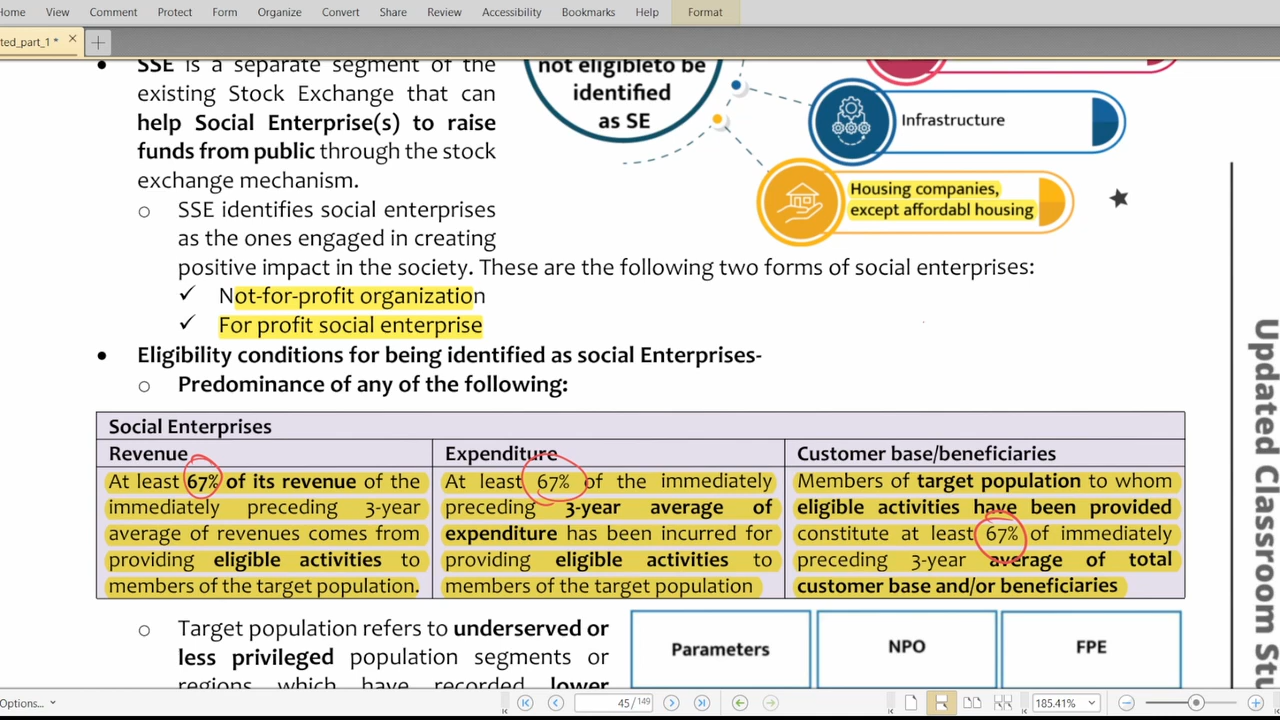 Home View Comment Protect Form Organize Convert Share Review Accessibility Bookmarks Help Format
ted_part_1 *
SSE is a separate segment of the
existing Stock Exchange that can
help Social Enterprise(s) to raise
funds from public through the stock
exchange mechanism.
not eligibleto be
identified
as SE
Infrastructure
Housing companies,
except affordabl housing
○ SSE identifies social enterprises
as the ones engaged in creating
positive impact in the society. These are the following two forms of social enterprises:
✓ Not-for-profit organization
✓ For profit social enterprise
• Eligibility conditions for being identified as social Enterprises-
○ Predominance of any of the following:
Social Enterprises
Revenue
At least 67% of its revenue of the
immediately preceding 3-year
average of revenues comes from
providing eligible activities to
members of the target population.
Expenditure
At least 67% of the immediately
preceding 3-year average of
expenditure has been incurred for
providing eligible activities to
members of the target population
Customer base/beneficiaries
Members of target population to whom
eligible activities have been provided
constitute at least 67% of immediately
preceding 3-year average of total
customer base and/or beneficiaries
○ Target population refers to underserved or
less privileged population segments or
regions which have recorded lower
Parameters NPO FPE
Updated Classroom Stu
Options...
45 / 149
185.41%